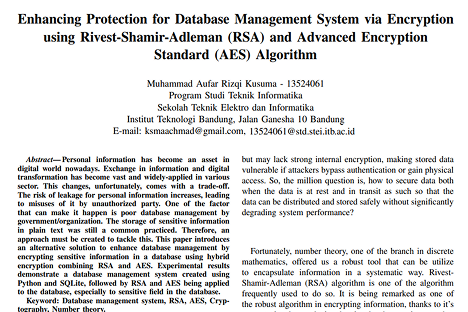 Enhancing Protection for Database Management System via Encryption
using Rivest-Shamir-Adleman (RSA) and Advanced Encryption
Standard (AES) Algorithm
Muhammad Aufar Rizqi Kusuma - 13524061
Program Studi Teknik Informatika
Sekolah Teknik Elektro dan Informatika
Institut Teknologi Bandung, Jalan Ganesha 10 Bandung
E-mail: ksmaachmad@gmail.com, 13524061@std.stei.itb.ac.id
Abstract—Personal information has become an asset in
digital world nowadays. Exchange in information and digital
transformation has become vast and widely-applied in various
sector. This changes, unfortunately, comes with a trade-off.
The risk of leakage for personal information increases, leading
to misuses of it by unauthorized party. One of the factor
that can make it happen is poor database management by
government/organization. The storage of sensitive information
in plain text was still a common practiced. Therefore, an
approach must be created to tackle this. This paper introduces
an alternative solution to enhance database management by
encrypting sensitive information in a database using hybrid
encryption combining RSA and AES. Experimental results
demonstrate a database management system created using
Python and SQLite, followed by RSA and AES being applied
to the database, especially to sensitive field in the database.
Keyword: Database management system, RSA, AES, Cryp-
tography, Number theory.
but may lack strong internal encryption, making stored data
vulnerable if attackers bypass authentication or gain physical
access. So, the million question is, how to secure data both
when the data is at rest and in transit as such so that the
data can be distributed and stored safely without significantly
degrading system performance?
Fortunately, number theory, one of the branch in discrete
mathematics, offered us a robust tool that can be utilize
to encapsulate information in a systematic way. Rivest-
Shamir-Adleman (RSA) algorithm is one of the algorithm
frequently used to do so. It is being remarked as one of
the robust algorithm in encrypting information, thanks to it's